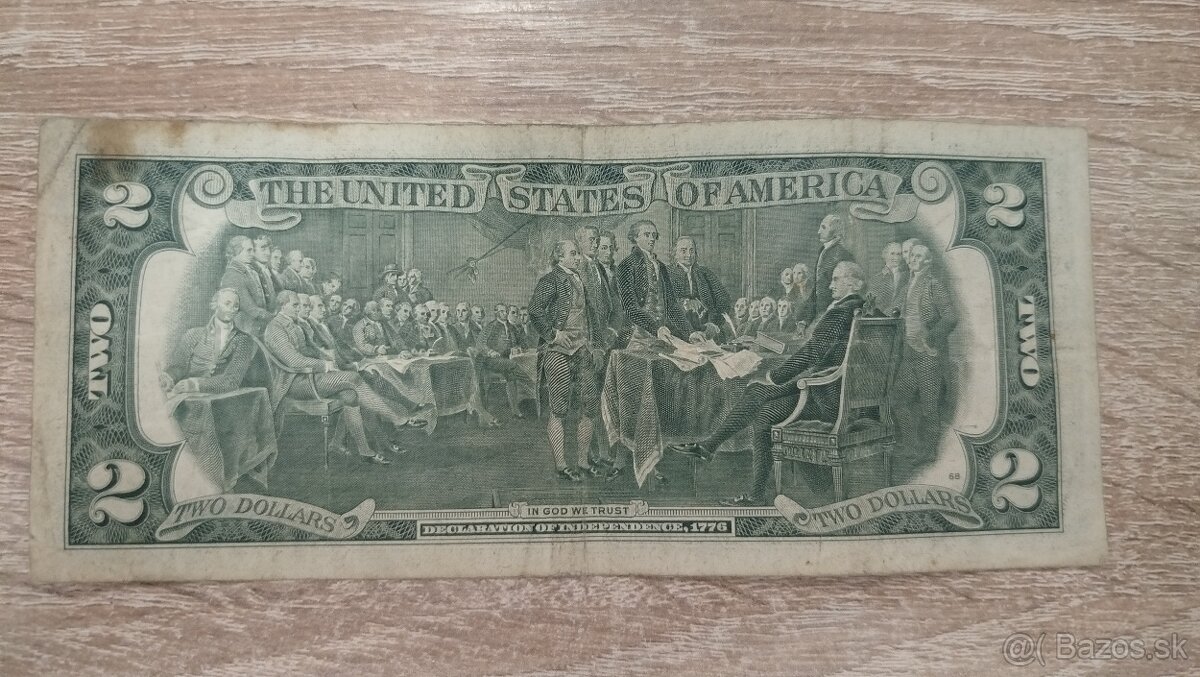 THE UNITED STATES OF AMERICA
2
2
TWO
TWO
2
2
TWO DOLLARS
IN GOD WE TRUST
TWO DOLLARS
DECLARATION OF INDEPENDENCE, 1776
@( Bazos.sk